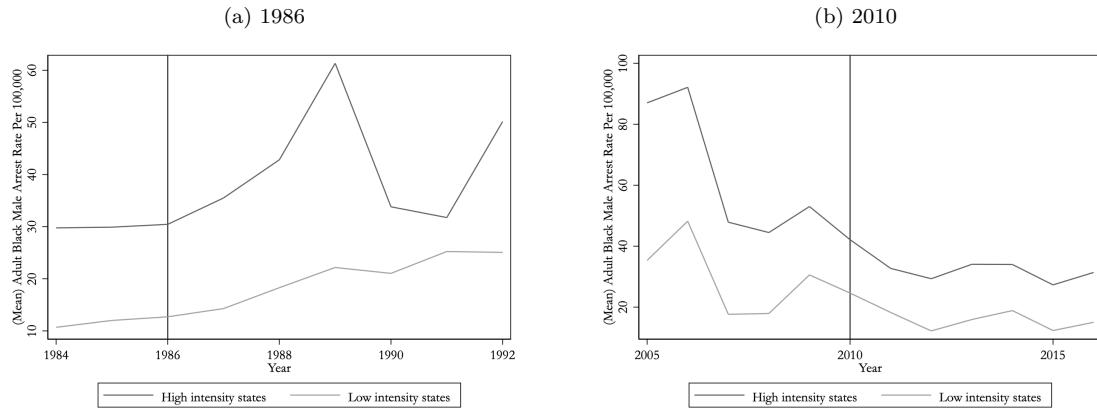 (a) 1986
(Mean) Adult Black Male Arrest Rate Per 100,000
60
50
40
30
20
10
1984
1986
1988
1990
1992
Year
High intensity states
Low intensity states
(b) 2010
(Mean) Adult Black Male Arrest Rate Per 100,000
100
80
60
40
20
2005
2010
2015
Year
High intensity states
Low intensity states